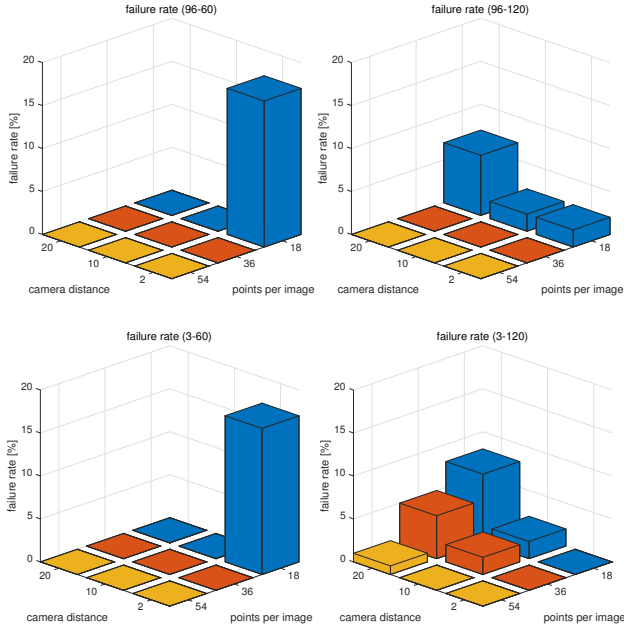 failure rate (96-60)
failure rate [%]
20
15
10
5
0
20
10
2
camera distance
18
36
54
points per image
failure rate (96-120)
failure rate [%]
20
15
10
5
0
20
10
2
camera distance
18
36
54
points per image
failure rate (3-60)
failure rate [%]
20
15
10
5
0
20
10
2
camera distance
18
36
54
points per image
failure rate (3-120)
failure rate [%]
20
15
10
5
0
20
10
2
camera distance
18
36
54
points per image